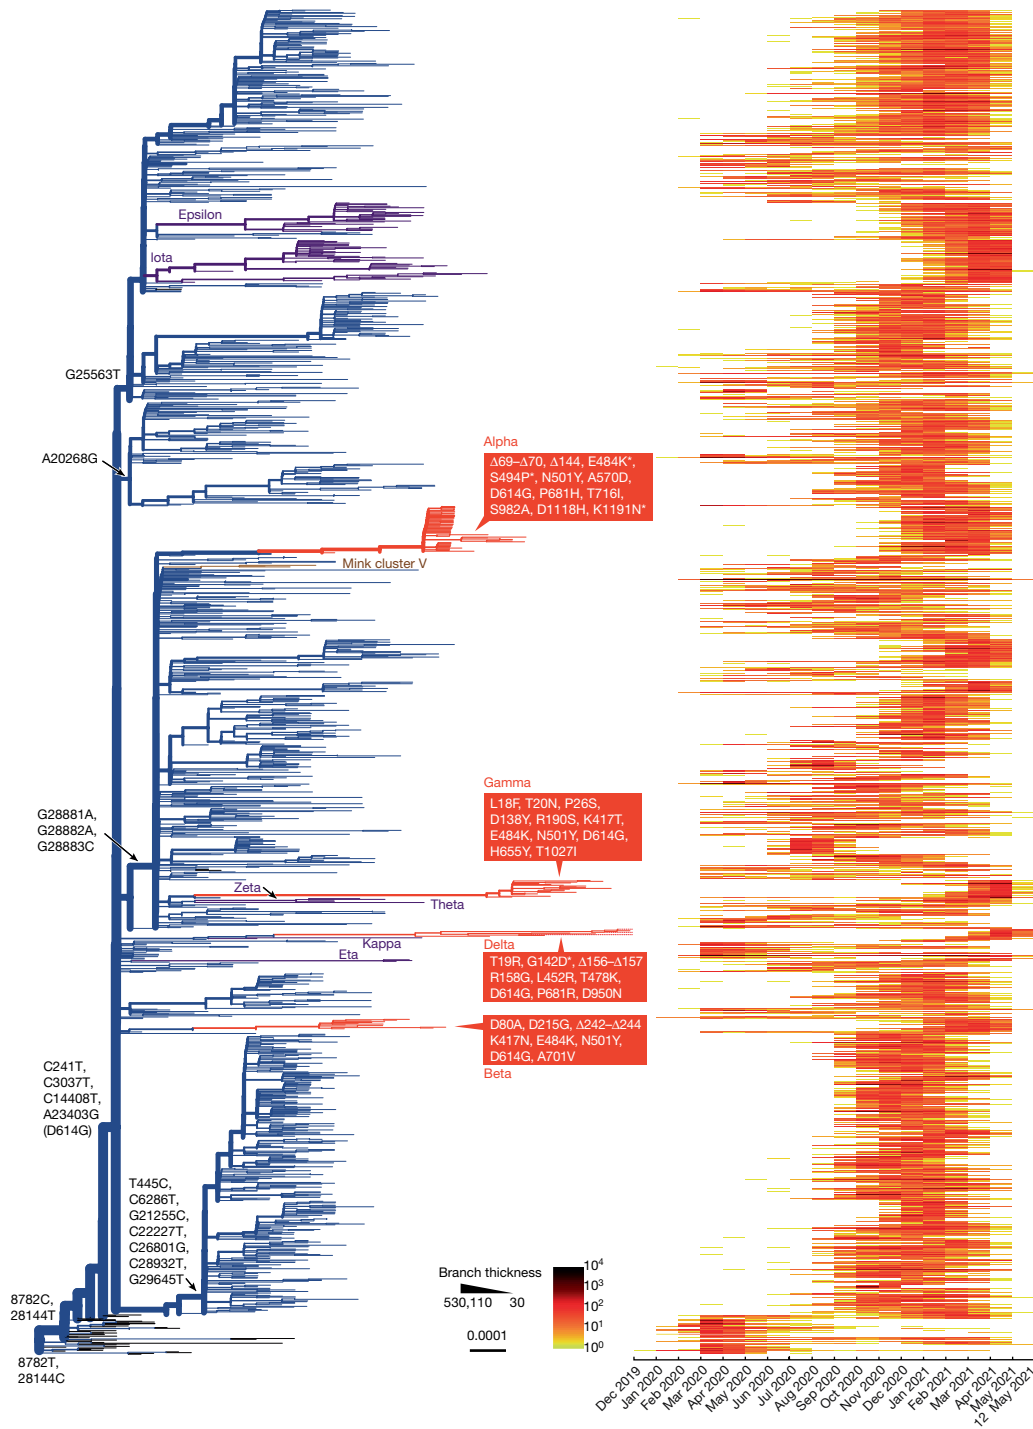 Epsilon
Iota
G25563T
A20268G
Alpha
Δ69–Δ70, Δ144, E484K*,
S494P*, N501Y, A570D,
D614G, P681H, T716I,
S982A, D1118H, K1191N*
Mink cluster V
G28881A,
G28882A,
G28883C
Gamma
L18F, T20N, P26S,
D138Y, R190S, K417T,
E484K, N501Y, D614G,
H655Y, T1027I
Zeta
Theta
Kappa
Eta
Delta
T19R, G142D*, Δ156–Δ157
R158G, L452R, T478K,
D614G, P681R, D950N
D80A, D215G, Δ242–Δ244
K417N, E484K, N501Y,
D614G, A701V
Beta
C241T,
C3037T,
C14408T,
A23403G
(D614G)
T445C,
C6286T,
G21255C,
C22227T,
C26801G,
C28932T,
G29645T
8782C,
28144T
8782T,
28144C
Branch thickness
530,110 30
0.0001
10⁴
10³
10²
10¹
10⁰
Dec 2019
Jan 2020
Feb 2020
Mar 2020
Apr 2020
May 2020
Jun 2020
Jul 2020
Aug 2020
Sep 2020
Oct 2020
Nov 2020
Dec 2020
Jan 2021
Feb 2021
Mar 2021
Apr 2021
May 2021
12 May 2021